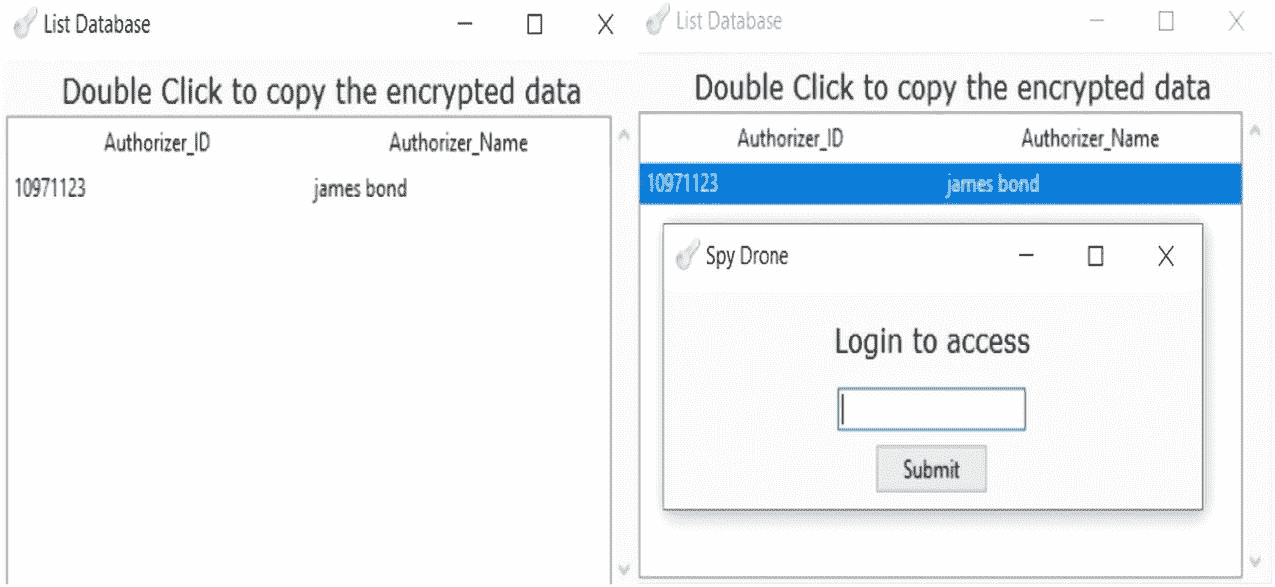 List Database
Double Click to copy the encrypted data
Authorizer_ID Authorizer_Name
10971123 james bond
List Database
Double Click to copy the encrypted data
Authorizer_ID Authorizer_Name
10971123 james bond
Spy Drone
Login to access
Submit